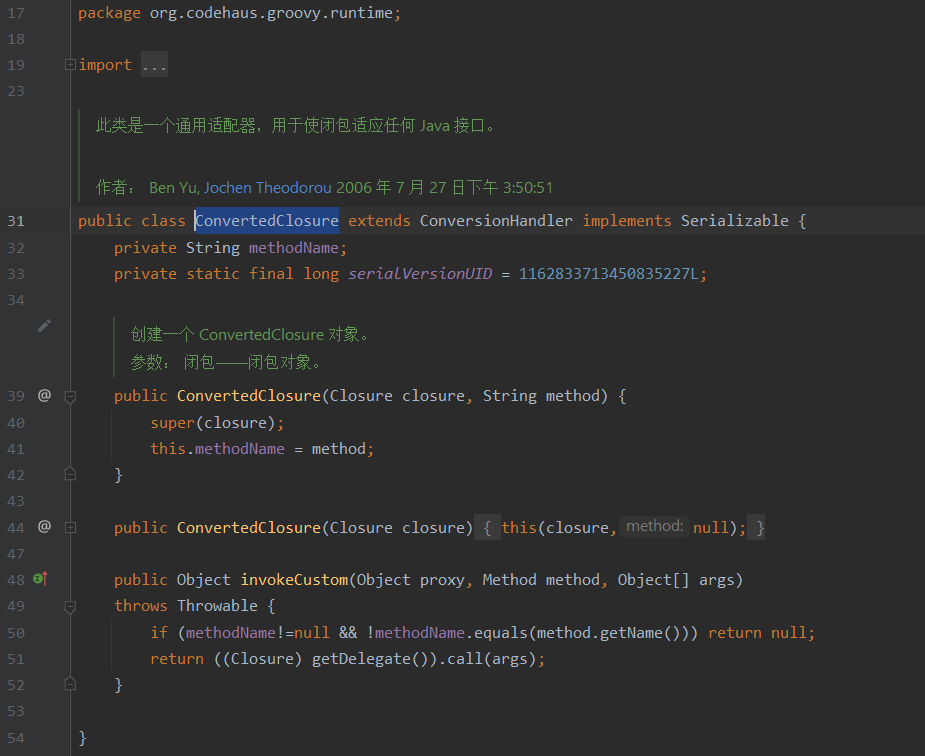 17 package org.codehaus.groovy.runtime;
18
19 import ...
23
此类是一个通用适配器，用于使闭包适应任何 Java 接口。
作者： Ben Yu, Jochen Theodorou 2006 年 7 月 27 日下午 3:50:51
31 public class ConvertedClosure extends ConversionHandler implements Serializable {
32 private String methodName;
33 private static final long serialVersionUID = 1162833713450835227L;
34
创建一个 ConvertedClosure 对象。
参数： 闭包——闭包对象。
39 @ public ConvertedClosure(Closure closure, String method) {
40 super(closure);
41 this.methodName = method;
42 }
43
44 @ public ConvertedClosure(Closure closure) { this(closure, method: null); }
47
48 public Object invokeCustom(Object proxy, Method method, Object[] args)
49 throws Throwable {
50 if (methodName!=null && !methodName.equals(method.getName())) return null;
51 return ((Closure) getDelegate()).call(args);
52 }
53
54 }